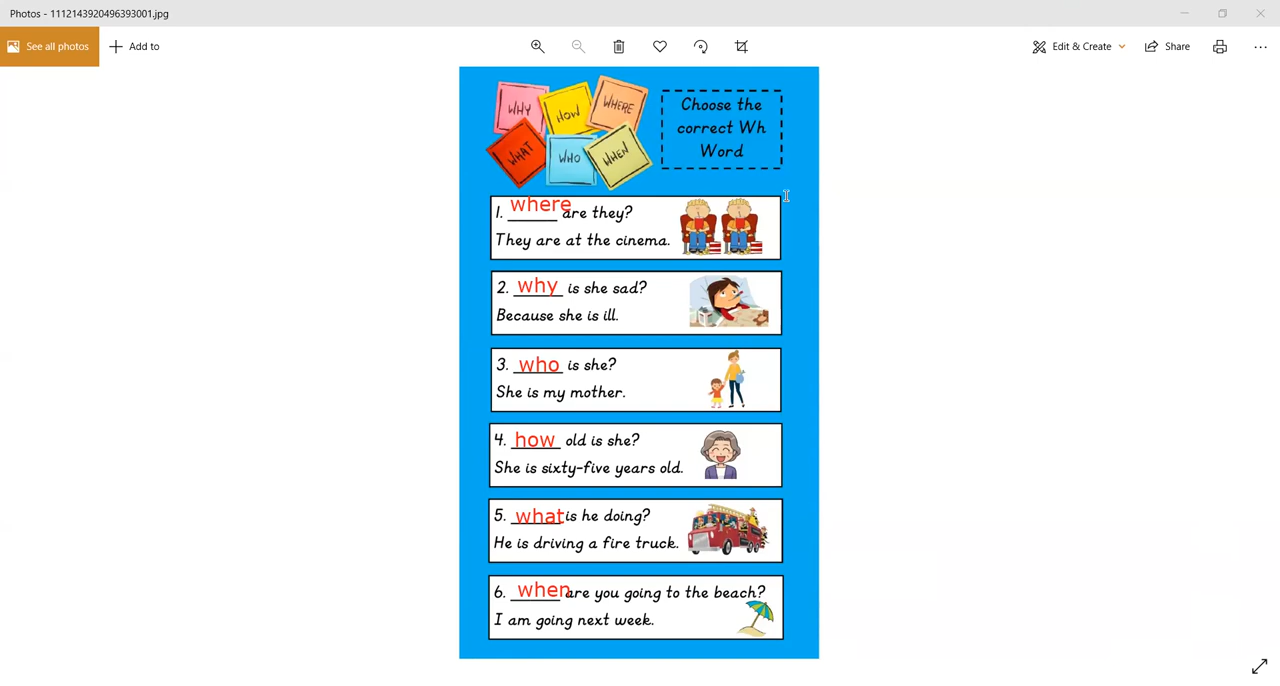 Photos - 1112143920496393001.jpg
See all photos
Add to
Edit & Create
Share
WHY
HOW
WHERE
WHAT
WHO
WHEN
Choose the
correct Wh
Word
1. where are they?
They are at the cinema.
2. why is she sad?
Because she is ill.
3. who is she?
She is my mother.
4. how old is she?
She is sixty-five years old.
5. what is he doing?
He is driving a fire truck.
6. when are you going to the beach?
I am going next week.